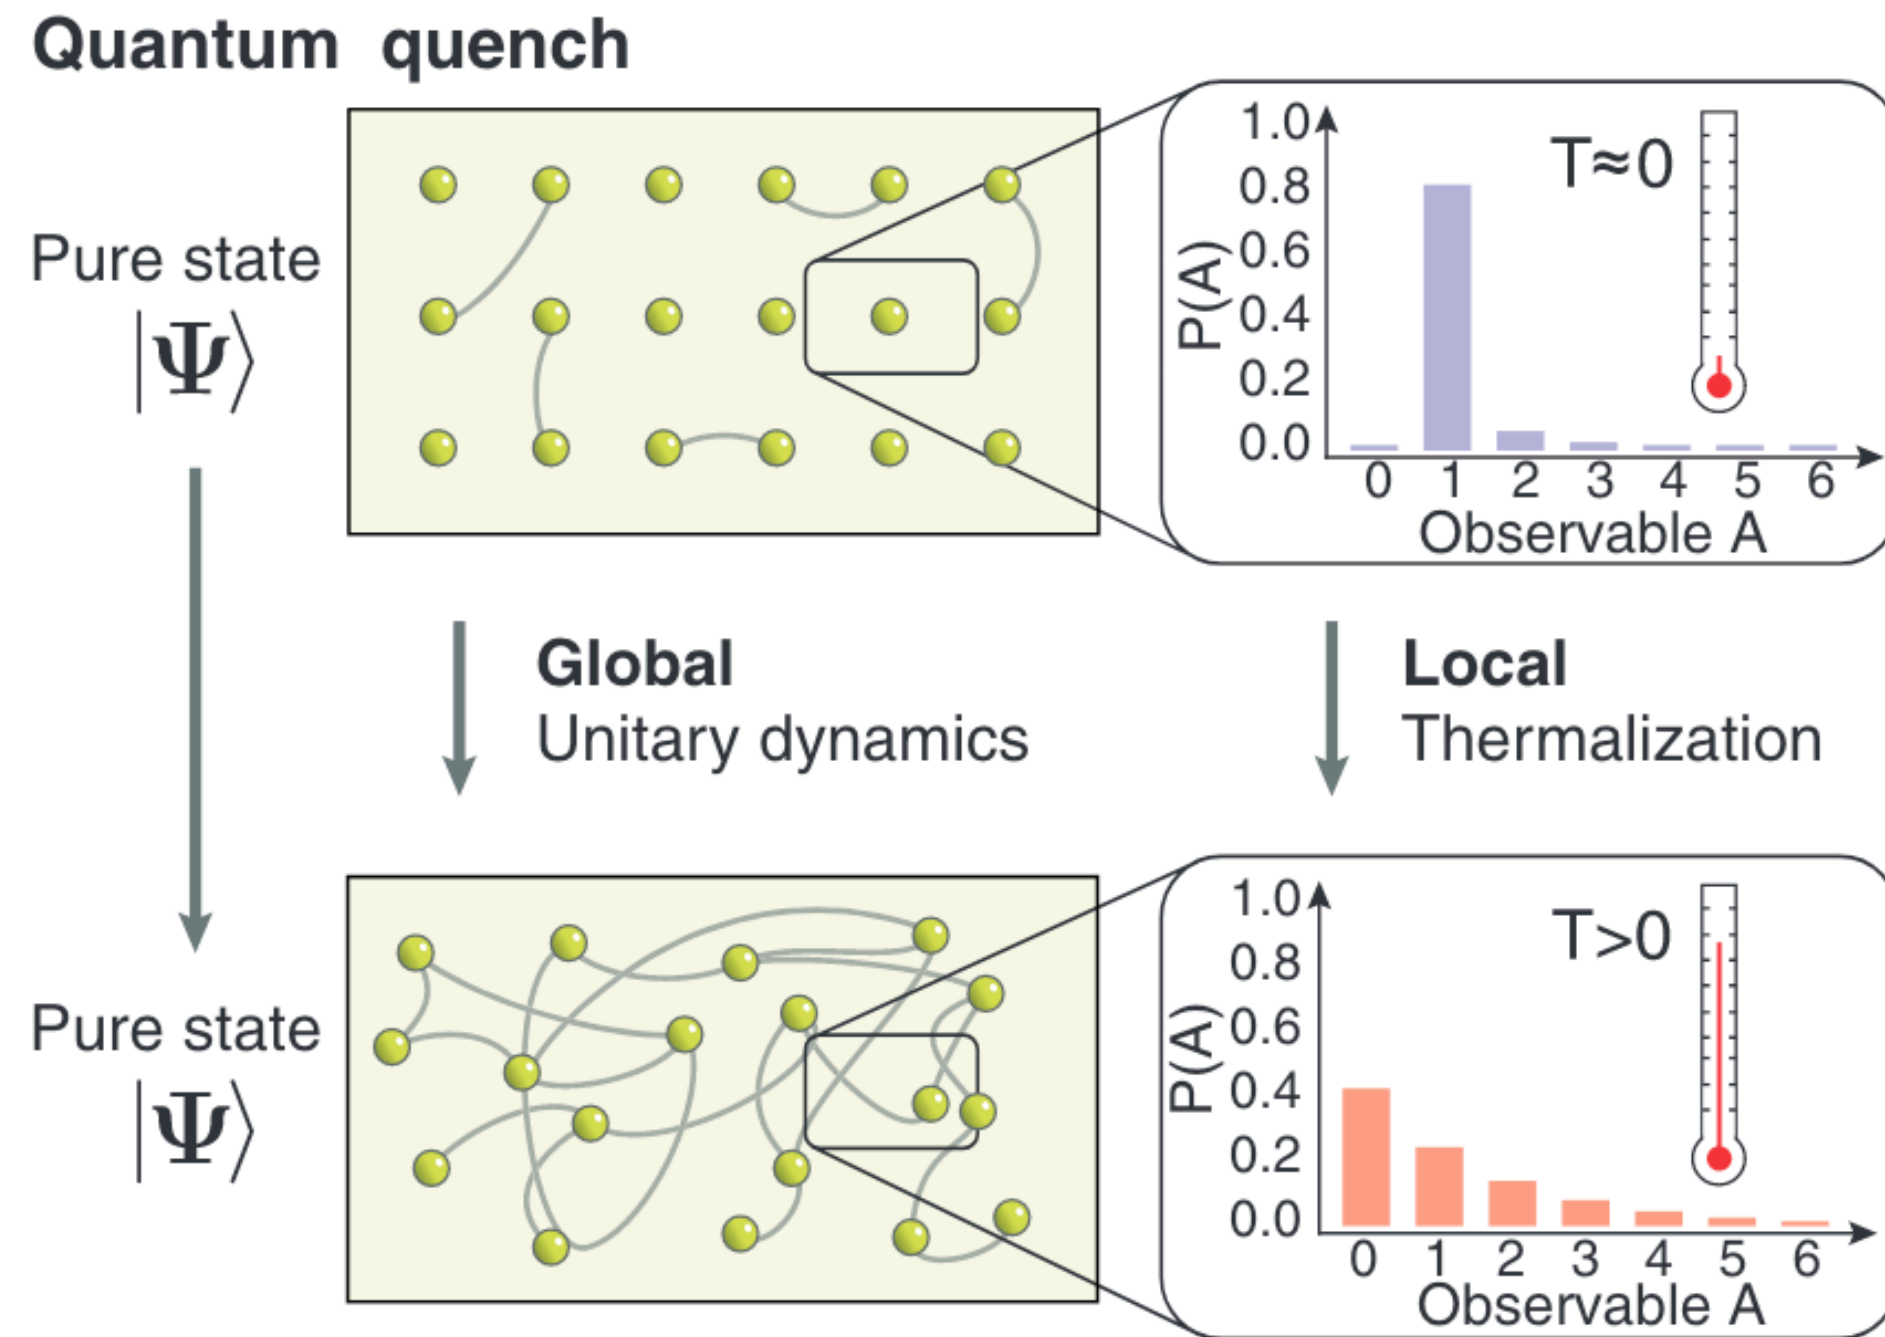 Quantum quench
Pure state
|Ψ⟩
1.0
0.8
0.6
0.4
0.2
0.0
P(A)
T≈0
0 1 2 3 4 5 6
Observable A
Global
Unitary dynamics
Local
Thermalization
Pure state
|Ψ⟩
1.0
0.8
0.6
0.4
0.2
0.0
P(A)
T>0
0 1 2 3 4 5 6
Observable A